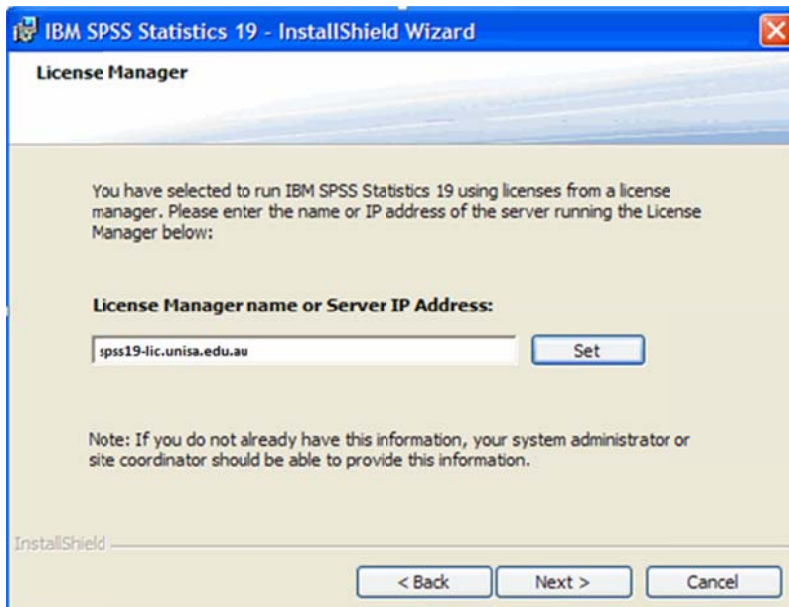 IBM SPSS Statistics 19 - InstallShield Wizard
License Manager
You have selected to run IBM SPSS Statistics 19 using licenses from a license
manager. Please enter the name or IP address of the server running the License
Manager below:
License Manager name or Server IP Address:
spss19-lic.unisa.edu.au
Set
Note: If you do not already have this information, your system administrator or
site coordinator should be able to provide this information.
InstallShield
< Back
Next >
Cancel